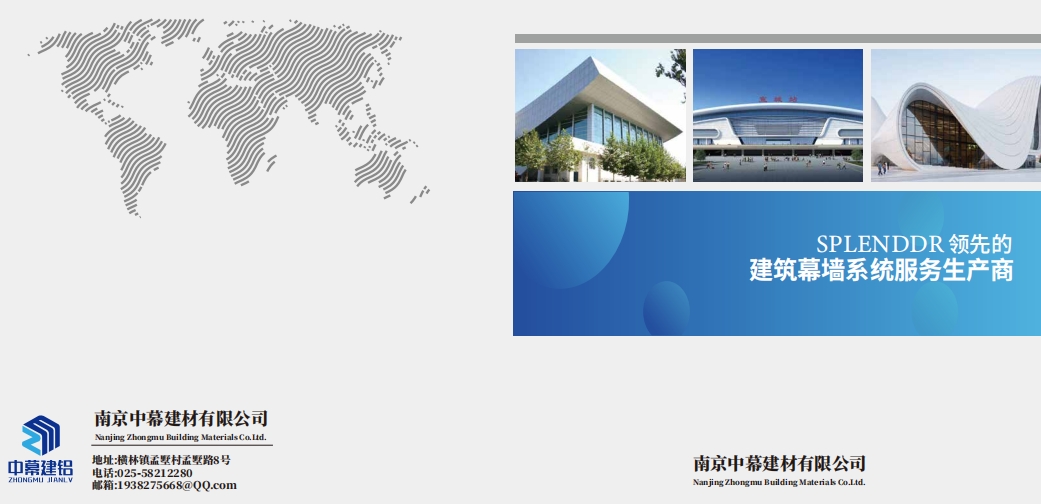 SPLENDDR 领先的
建筑幕墙系统服务生产商
中幕建铝
ZHONGMU JIANLV
南京中幕建材有限公司
Nanjing Zhongmu Building Materials Co.Ltd.
地址:横林镇孟墅村孟墅路8号
电话:025-58212280
邮箱:1938275668@QQ.com
南京中幕建材有限公司
Nanjing Zhongmu Building Materials Co.Ltd.